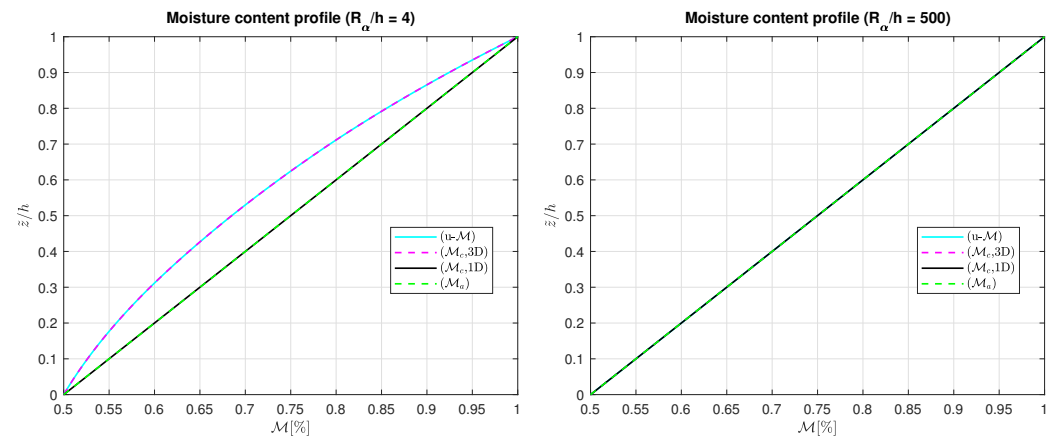 Moisture content profile (R_α/h = 4)
1
0.9
0.8
0.7
0.6
0.5
0.4
0.3
0.2
0.1
0
z̃/h
0.5 0.55 0.6 0.65 0.7 0.75 0.8 0.85 0.9 0.95 1
ℳ[%]
(u-ℳ)
(ℳ_c,3D)
(ℳ_c,1D)
(ℳ_a)
Moisture content profile (R_α/h = 500)
1
0.9
0.8
0.7
0.6
0.5
0.4
0.3
0.2
0.1
0
z̃/h
0.5 0.55 0.6 0.65 0.7 0.75 0.8 0.85 0.9 0.95 1
ℳ[%]
(u-ℳ)
(ℳ_c,3D)
(ℳ_c,1D)
(ℳ_a)